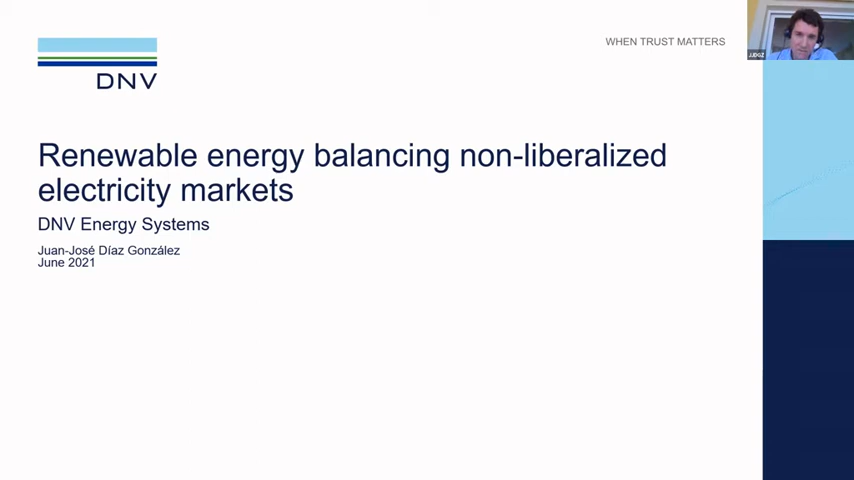 WHEN TRUST MATTERS
DNV
Renewable energy balancing non-liberalized
electricity markets
DNV Energy Systems
Juan-José Díaz González
June 2021
JJDGZ